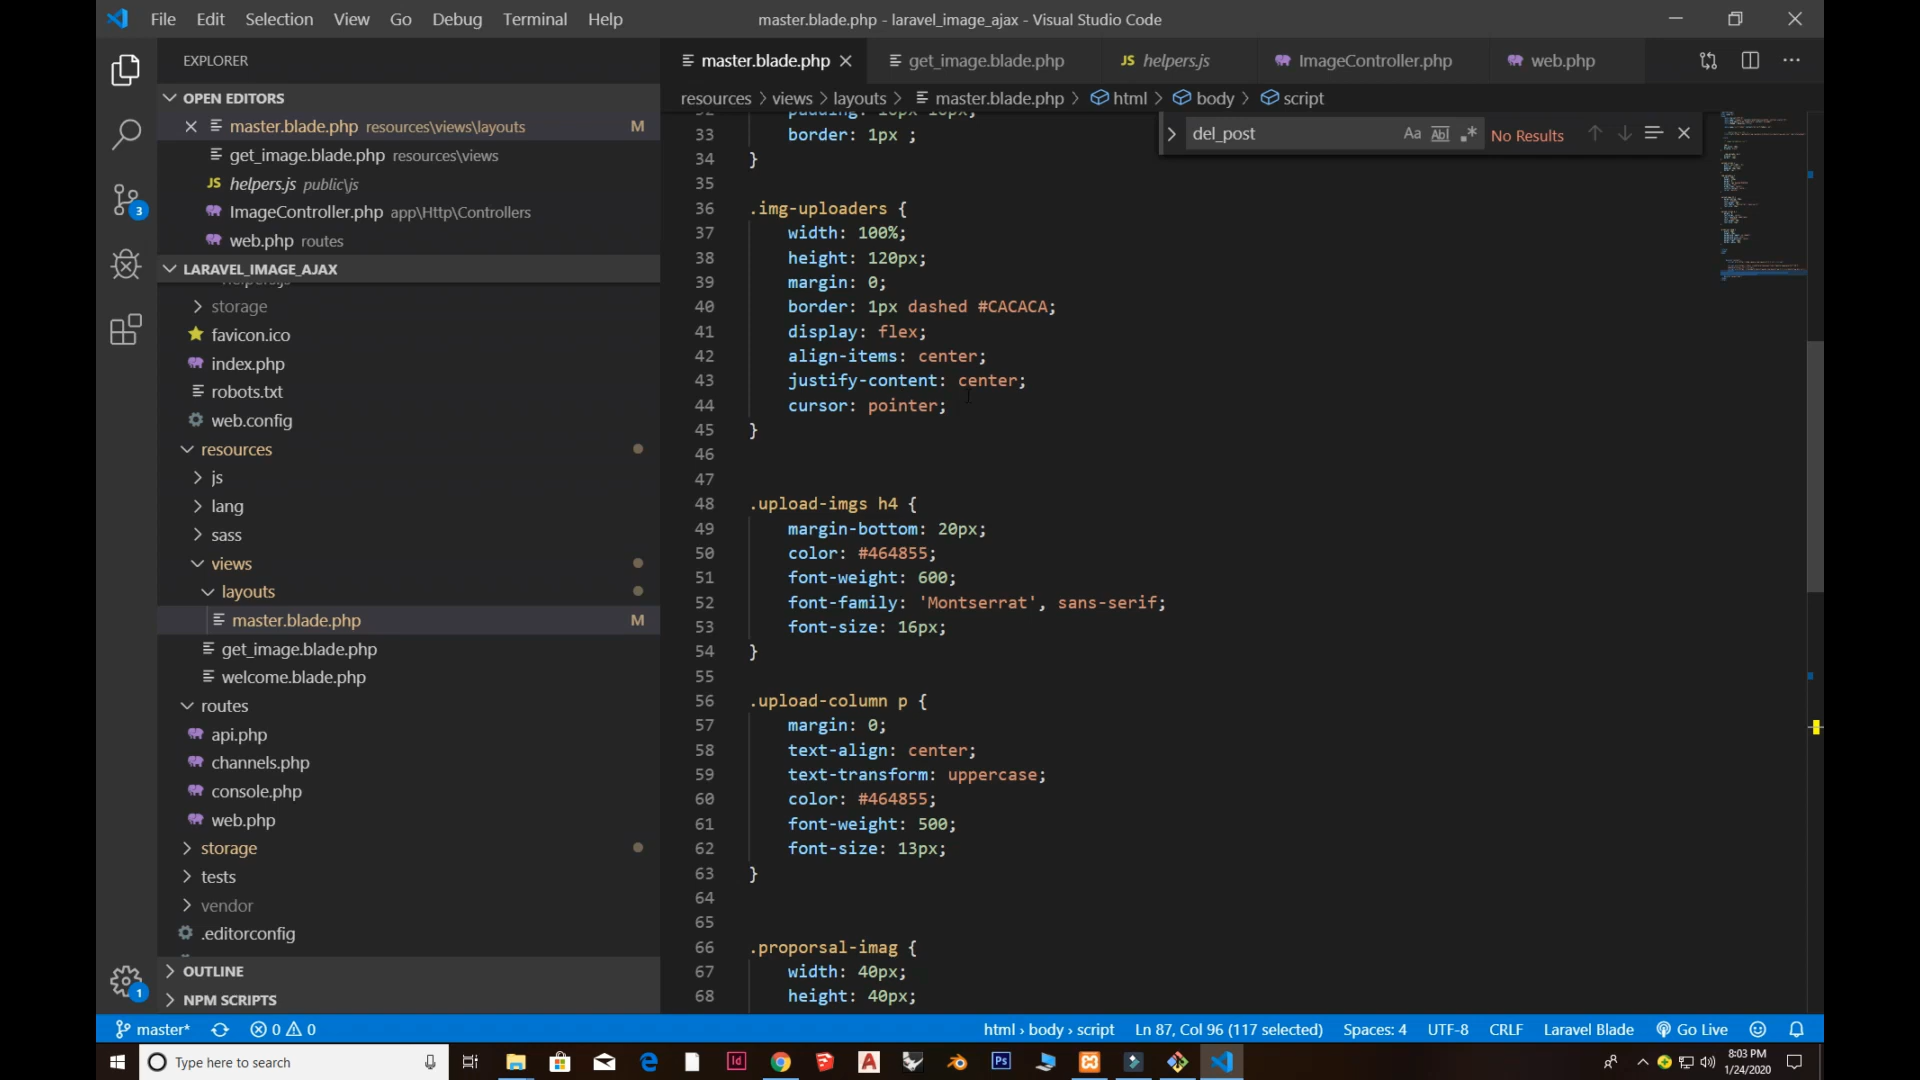 File Edit Selection View Go Debug Terminal Help
master.blade.php - laravel_image_ajax - Visual Studio Code
EXPLORER
OPEN EDITORS
master.blade.php resources\views\layouts M
get_image.blade.php resources\views
JS helpers.js public\js
ImageController.php app\Http\Controllers
web.php routes
LARAVEL_IMAGE_AJAX
storage
favicon.ico
index.php
robots.txt
web.config
resources
js
lang
sass
views
layouts
master.blade.php M
get_image.blade.php
welcome.blade.php
routes
api.php
channels.php
console.php
web.php
storage
tests
vendor
.editorconfig
OUTLINE
NPM SCRIPTS
3
1
master.blade.php get_image.blade.php JS helpers.js ImageController.php web.php
resources > views > layouts > master.blade.php > html > body > script
del_post Aa Abl No Results
33 border: 1px ;
34 }
35
36 .img-uploaders {
37 width: 100%;
38 height: 120px;
39 margin: 0;
40 border: 1px dashed #CACACA;
41 display: flex;
42 align-items: center;
43 justify-content: center;
44 cursor: pointer;
45 }
46
47
48 .upload-imgs h4 {
49 margin-bottom: 20px;
50 color: #464855;
51 font-weight: 600;
52 font-family: 'Montserrat', sans-serif;
53 font-size: 16px;
54 }
55
56 .upload-column p {
57 margin: 0;
58 text-align: center;
59 text-transform: uppercase;
60 color: #464855;
61 font-weight: 500;
62 font-size: 13px;
63 }
64
65
66 .proporsal-imag {
67 width: 40px;
68 height: 40px;
master* 0 0 html > body > script Ln 87, Col 96 (117 selected) Spaces: 4 UTF-8 CRLF Laravel Blade Go Live
Type here to search
8:03 PM
1/24/2020